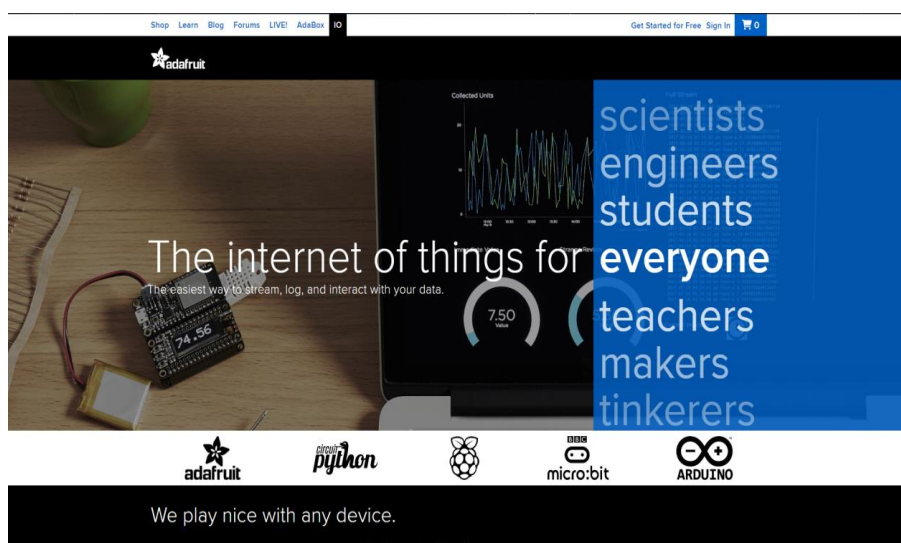 Shop Learn Blog Forums LIVE! AdaBox IO
Get Started for Free Sign In 0
adafruit
Collected Units
scientists
engineers
students
The internet of things for everyone
The easiest way to stream, log, and interact with your data.
7.50
Value
74.56
teachers
makers
tinkerers
adafruit
circuit
python
BBC
micro:bit
ARDUINO
We play nice with any device.